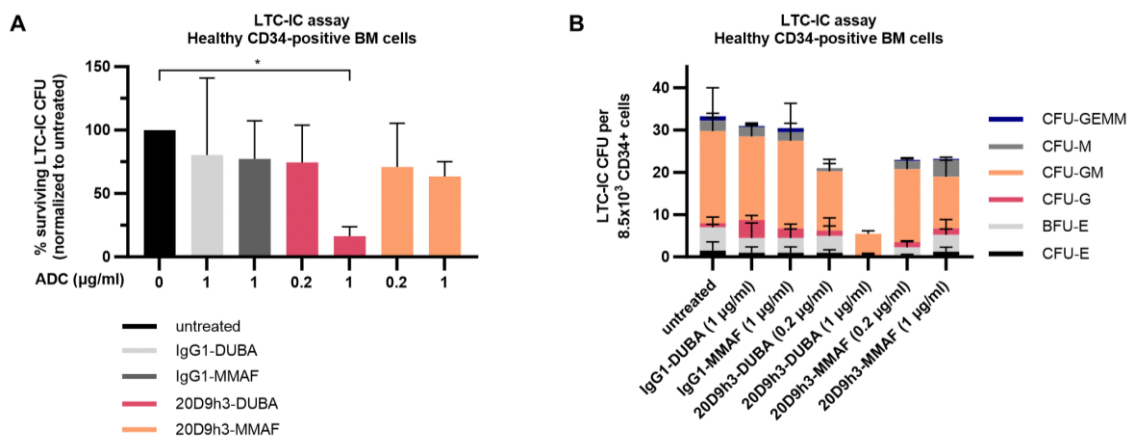 A
LTC-IC assay
Healthy CD34-positive BM cells
% surviving LTC-IC CFU
(normalized to untreated)
150
100
50
0
*
ADC (µg/ml)
0 1 1 0.2 1 0.2 1
untreated
IgG1-DUBA
IgG1-MMAF
20D9h3-DUBA
20D9h3-MMAF
B
LTC-IC assay
Healthy CD34-positive BM cells
LTC-IC CFU per
8.5x10³ CD34+ cells
40
30
20
10
0
untreated
IgG1-DUBA (1 µg/ml)
IgG1-MMAF (1 µg/ml)
20D9h3-DUBA (0.2 µg/ml)
20D9h3-DUBA (1 µg/ml)
20D9h3-MMAF (0.2 µg/ml)
20D9h3-MMAF (1 µg/ml)
CFU-GEMM
CFU-M
CFU-GM
CFU-G
BFU-E
CFU-E